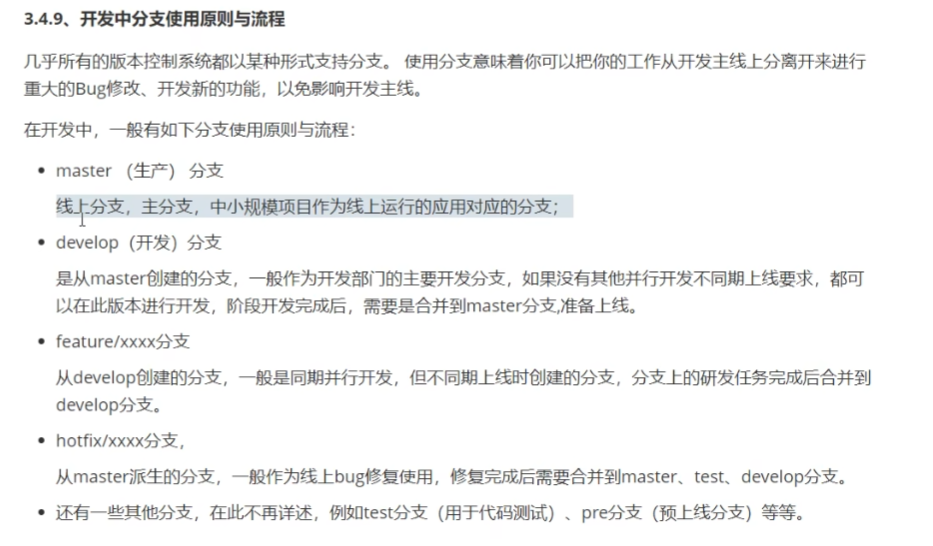 3.4.9、开发中分支使用原则与流程
几乎所有的版本控制系统都以某种形式支持分支。 使用分支意味着你可以把你的工作从开发主线上分离开来进行
重大的Bug修改、开发新的功能，以免影响开发主线。
在开发中，一般有如下分支使用原则与流程：
• master （生产） 分支
线上分支，主分支，中小规模项目作为线上运行的应用对应的分支；
• develop（开发）分支
是从master创建的分支，一般作为开发部门的主要开发分支，如果没有其他并行开发不同期上线要求，都可
以在此版本进行开发，阶段开发完成后，需要是合并到master分支,准备上线。
• feature/xxxx分支
从develop创建的分支，一般是同期并行开发，但不同期上线时创建的分支，分支上的研发任务完成后合并到
develop分支。
• hotfix/xxxx分支，
从master派生的分支，一般作为线上bug修复使用，修复完成后需要合并到master、test、develop分支。
• 还有一些其他分支，在此不再详述，例如test分支（用于代码测试）、pre分支（预上线分支）等等。